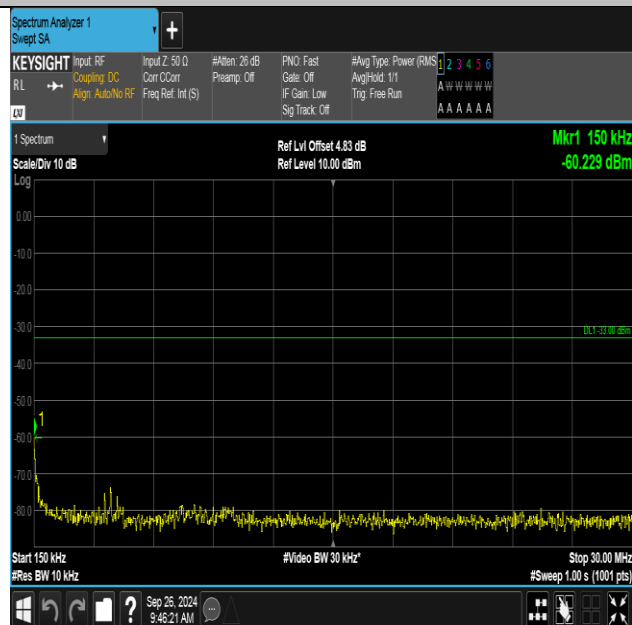 Spectrum Analyzer 1
Swept SA
+
KEYSIGHT
RL
LXI
Input: RF
Coupling: DC
Align: Auto/No RF
Input Z: 50 Ω
Corr CCorr
Freq Ref: Int (S)
#Atten: 26 dB
Preamp: Off
PNO: Fast
Gate: Off
IF Gain: Low
Sig Track: Off
#Avg Type: Power (RMS
Avg|Hold: 1/1
Trig: Free Run
1 2 3 4 5 6
A W W W W W
A A A A A A
1 Spectrum
Scale/Div 10 dB
Ref Lvl Offset 4.83 dB
Ref Level 10.00 dBm
Mkr1 150 kHz
-60.229 dBm
Log
0.00
-10.0
-20.0
-30.0
DL1 -33.00 dBm
-40.0
-50.0
1
-60.0
-70.0
-80.0
Start 150 kHz
#Video BW 30 kHz*
Stop 30.00 MHz
#Res BW 10 kHz
#Sweep 1.00 s (1001 pts)
?
Sep 26, 2024
9:46:21 AM